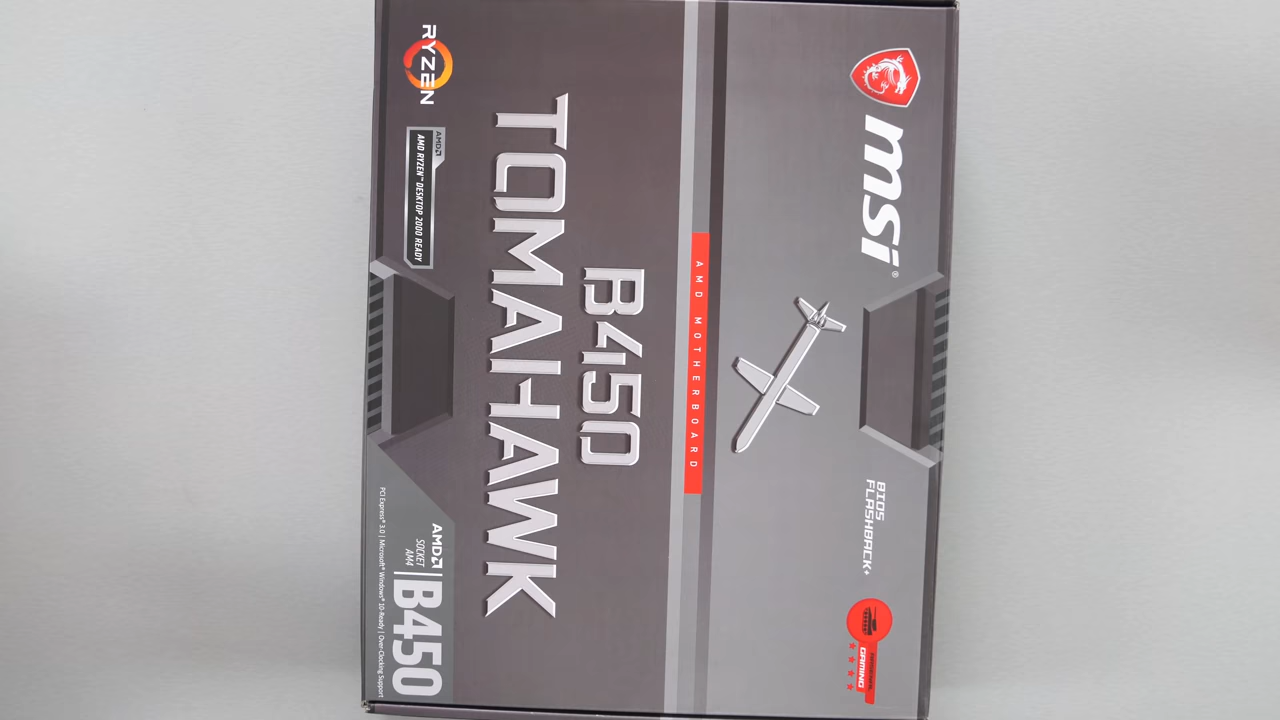 msi®
BIOS
FLASHBACK+
GAMING
AMD MOTHERBOARD
B450
TOMAHAWK
RYZEN
AMD
AMD RYZEN™ DESKTOP 2000 READY
AMD
SOCKET
AM4
B450
PCI Express® 3.0 | Microsoft® Windows® 10-Ready | Over-Clocking Support